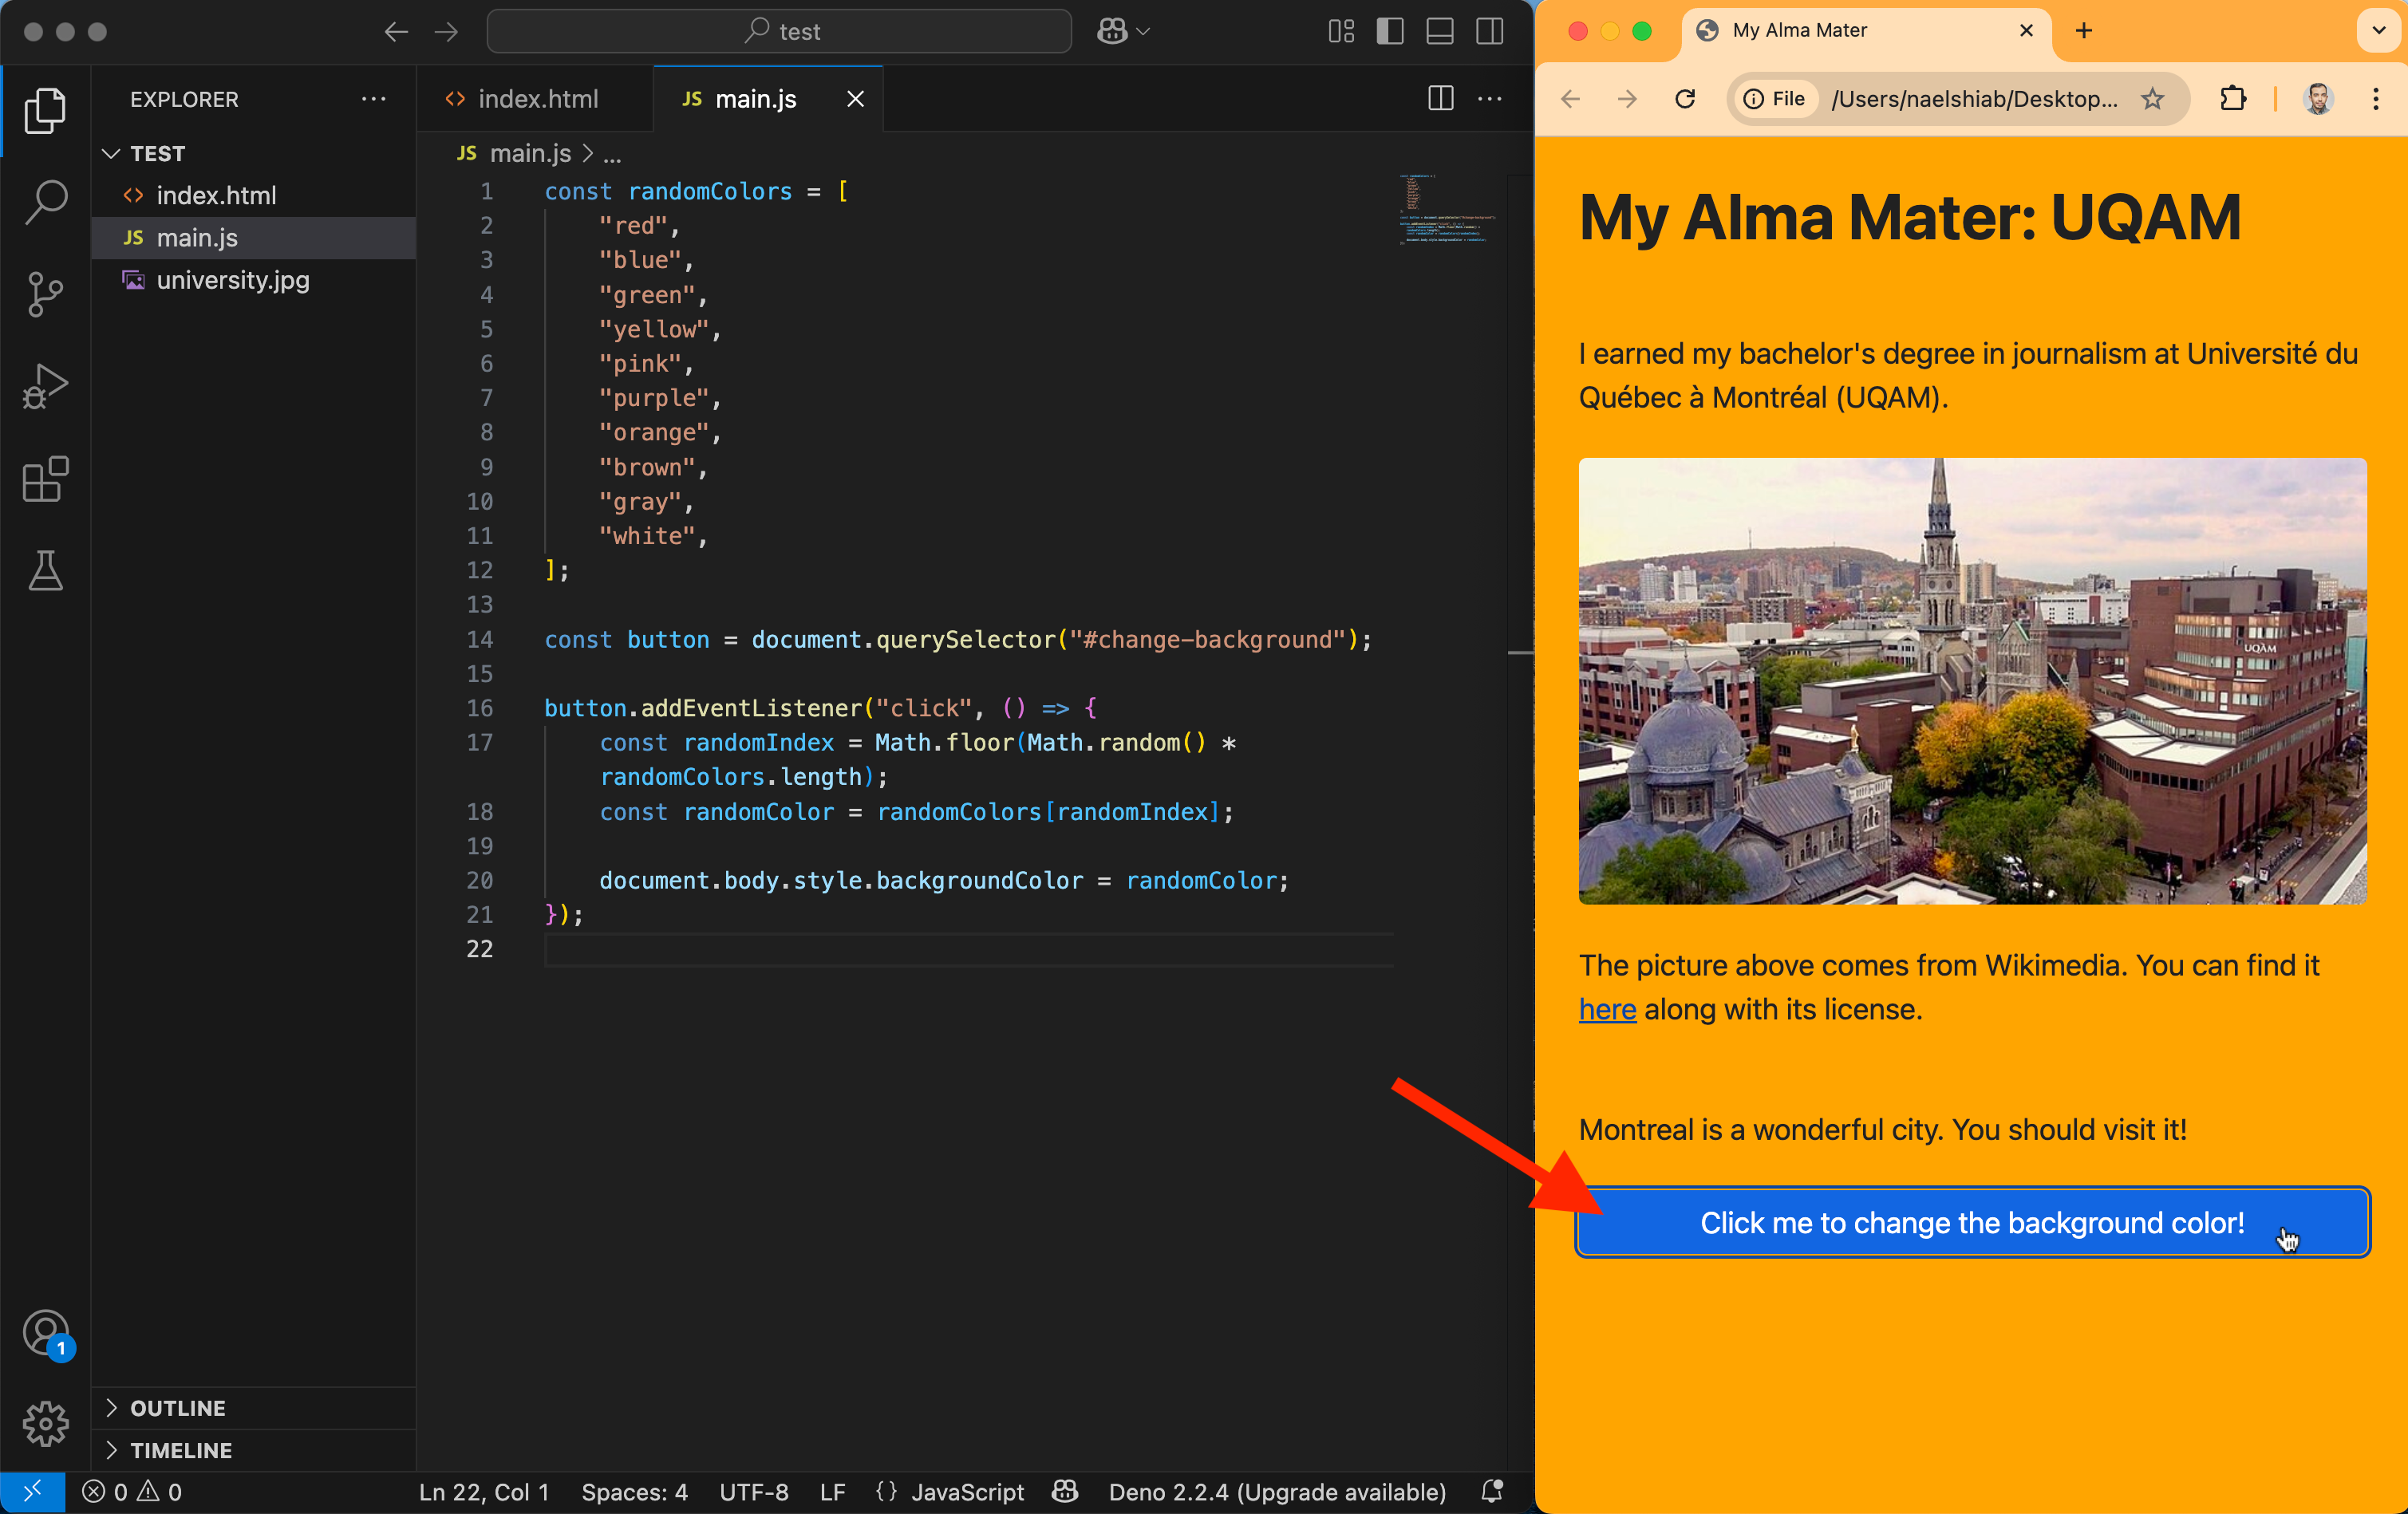 test
EXPLORER
TEST
index.html
main.js
university.jpg
1
OUTLINE
TIMELINE
index.html
JS main.js
JS main.js > ...
1 const randomColors = [
2 "red",
3 "blue",
4 "green",
5 "yellow",
6 "pink",
7 "purple",
8 "orange",
9 "brown",
10 "gray",
11 "white",
12 ];
13
14 const button = document.querySelector("#change-background");
15
16 button.addEventListener("click", () => {
17 const randomIndex = Math.floor(Math.random() *
randomColors.length);
18 const randomColor = randomColors[randomIndex];
19
20 document.body.style.backgroundColor = randomColor;
21 });
22
0 0 Ln 22, Col 1 Spaces: 4 UTF-8 LF {} JavaScript Deno 2.2.4 (Upgrade available)
My Alma Mater
File /Users/naelshiab/Desktop...
My Alma Mater: UQAM
I earned my bachelor's degree in journalism at Université du
Québec à Montréal (UQAM).
UQÀM
The picture above comes from Wikimedia. You can find it
here along with its license.
Montreal is a wonderful city. You should visit it!
Click me to change the background color!